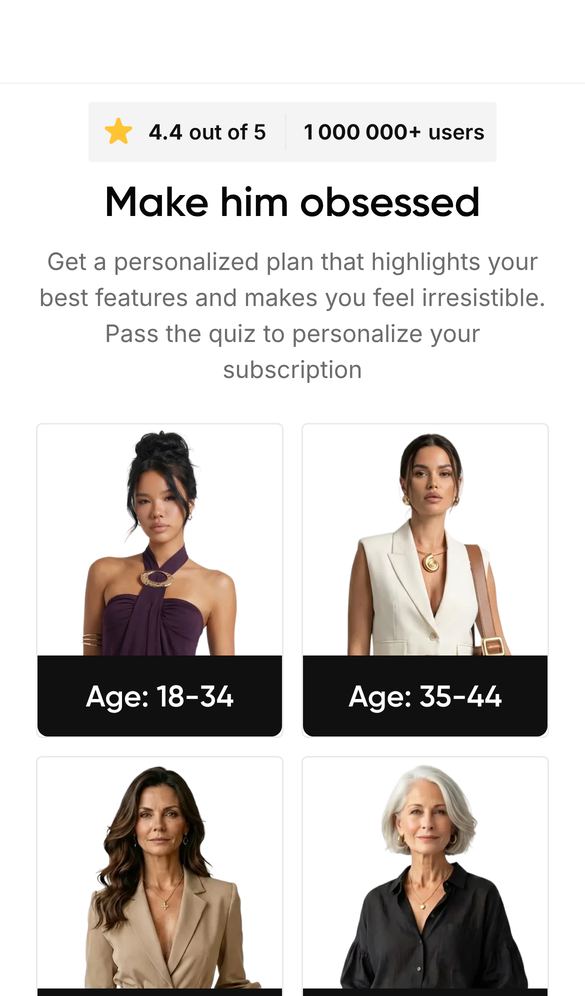 4.4 out of 5
1 000 000+ users
Make him obsessed
Get a personalized plan that highlights your
best features and makes you feel irresistible.
Pass the quiz to personalize your
subscription
Age: 18-34
Age: 35-44